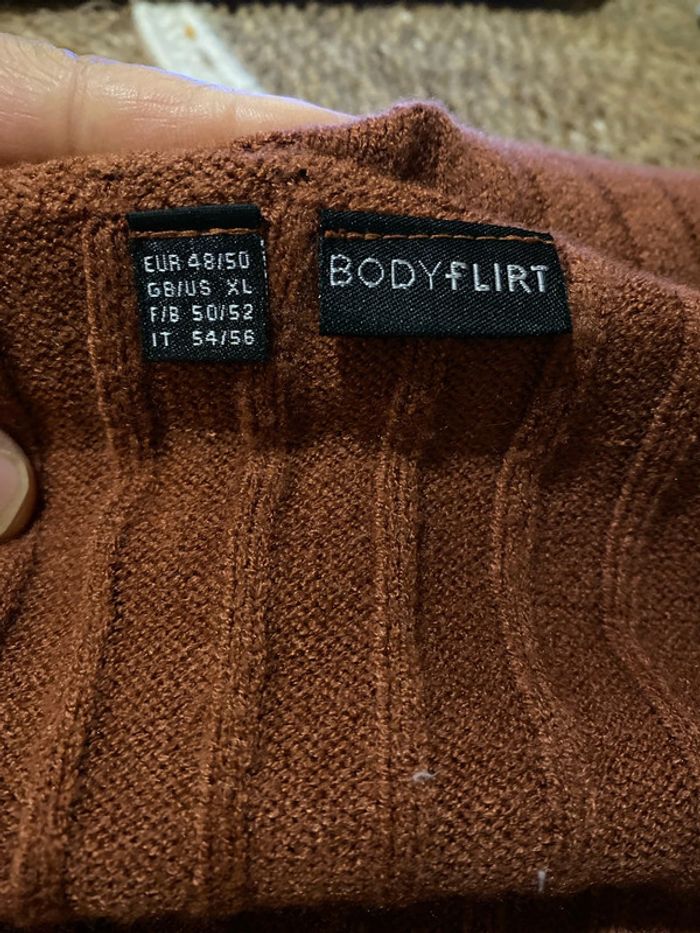 EUR 48/50
GB/US XL
F/B 50/52
IT 54/56
BODYFLIRT